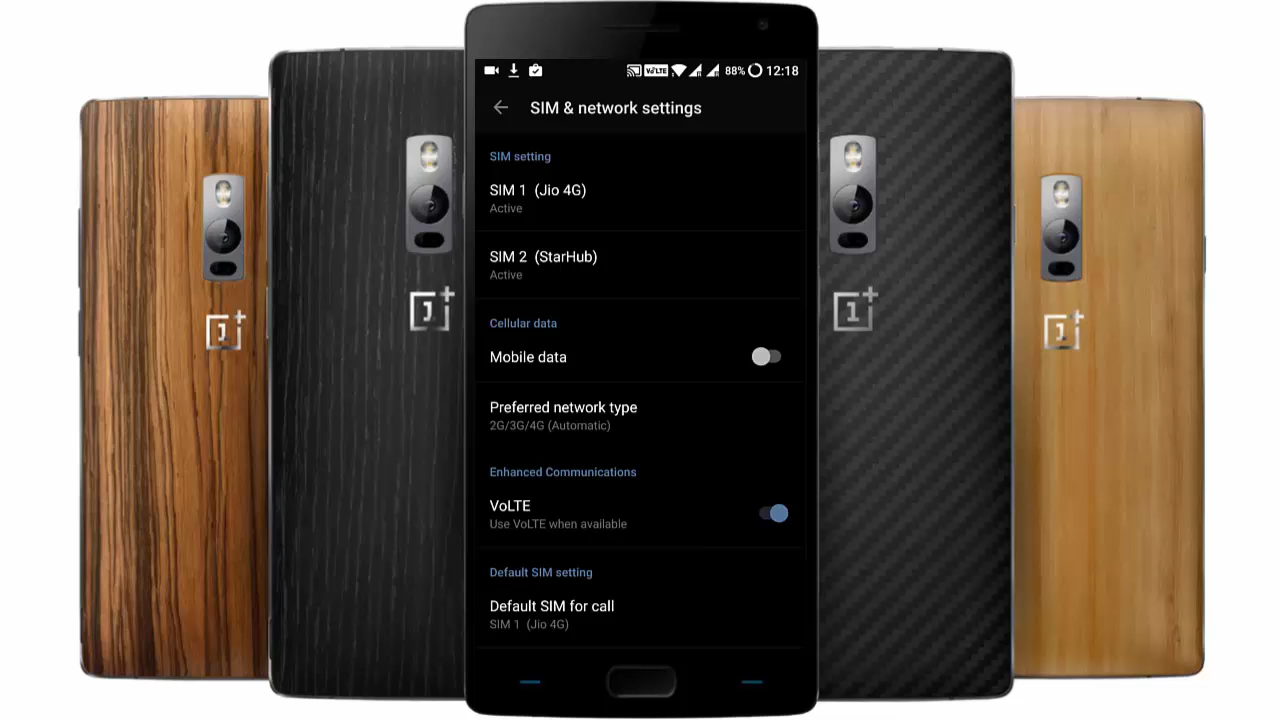 VoLTE 88% 12:18
SIM & network settings
SIM setting
SIM 1 (Jio 4G)
Active
SIM 2 (StarHub)
Active
Cellular data
Mobile data
Preferred network type
2G/3G/4G (Automatic)
Enhanced Communications
VoLTE
Use VoLTE when available
Default SIM setting
Default SIM for call
SIM 1 (Jio 4G)